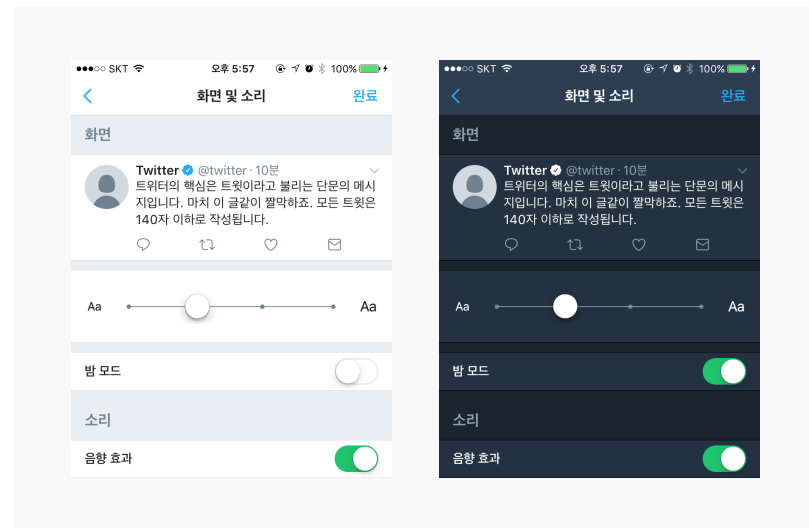 SKT 오후 5:57 100%
화면 및 소리 완료
화면
Twitter @twitter · 10분
트위터의 핵심은 트윗이라고 불리는 단문의 메시
지입니다. 마치 이 글같이 짤막하죠. 모든 트윗은
140자 이하로 작성됩니다.
Aa Aa
밤 모드
소리
음향 효과
SKT 오후 5:57 100%
화면 및 소리 완료
화면
Twitter @twitter · 10분
트위터의 핵심은 트윗이라고 불리는 단문의 메시
지입니다. 마치 이 글같이 짤막하죠. 모든 트윗은
140자 이하로 작성됩니다.
Aa Aa
밤 모드
소리
음향 효과